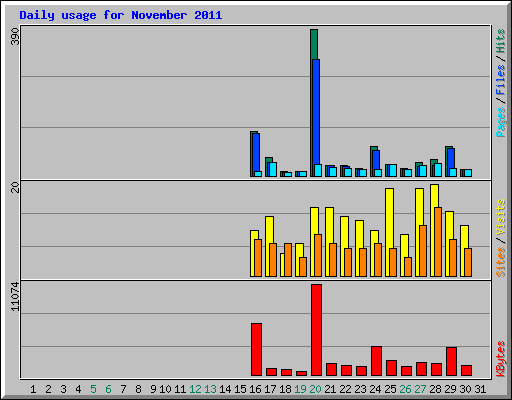 Daily usage for November 2011
390
Pages / Files / Hits
20
Sites / Visits
11074
KBytes
1 2 3 4 5 6 7 8 9 10 11 12 13 14 15 16 17 18 19 20 21 22 23 24 25 26 27 28 29 30 31